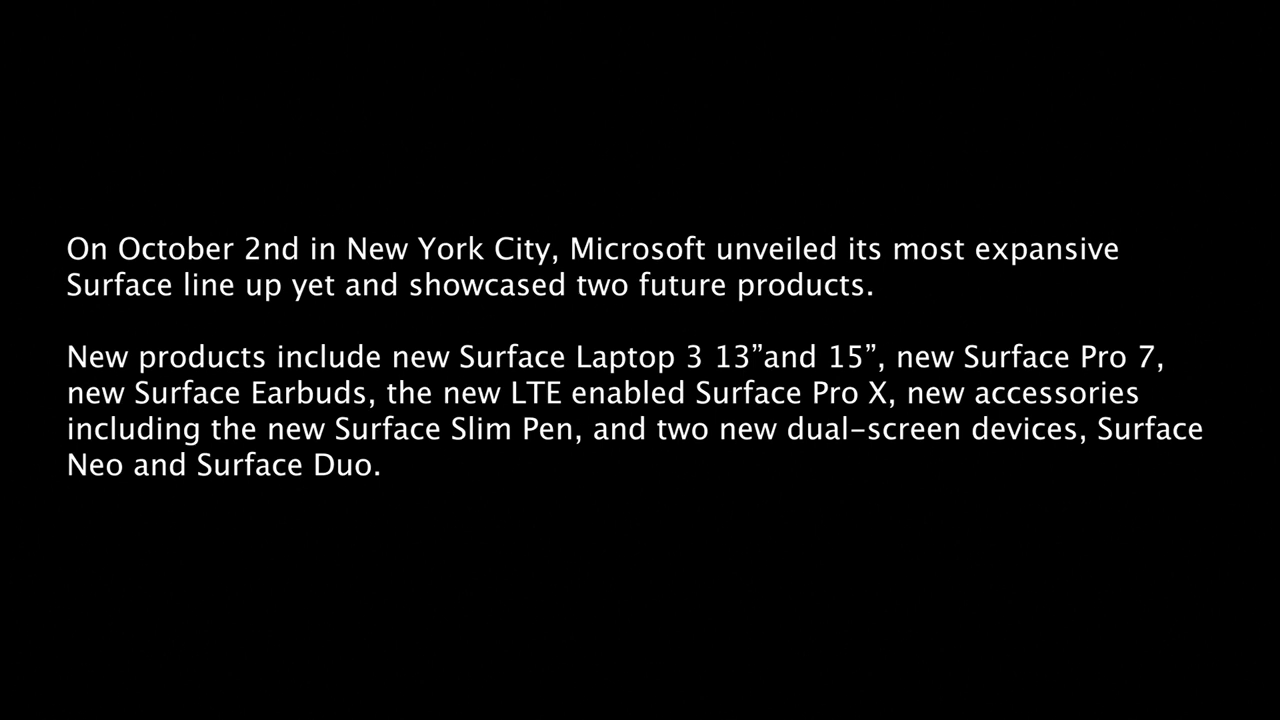 On October 2nd in New York City, Microsoft unveiled its most expansive
Surface line up yet and showcased two future products.
New products include new Surface Laptop 3 13”and 15”, new Surface Pro 7,
new Surface Earbuds, the new LTE enabled Surface Pro X, new accessories
including the new Surface Slim Pen, and two new dual-screen devices, Surface
Neo and Surface Duo.